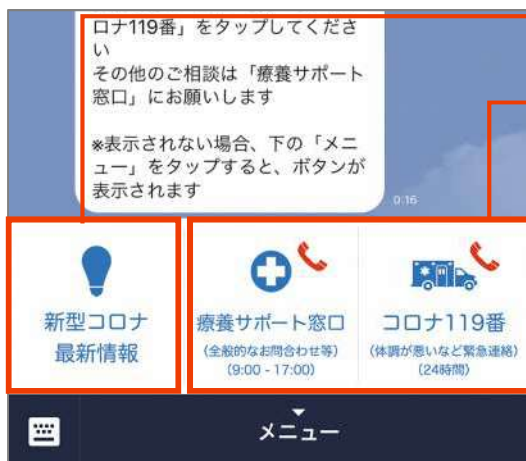 ロナ119番」をタップしてくださ
い
その他のご相談は「療養サポート
窓口」にお願いします
※表示されない場合、下の「メニ
ュー」をタップすると、ボタンが
表示されます
0:16
新型コロナ
最新情報
療養サポート窓口
(全般的なお問合わせ等)
(9:00 - 17:00)
コロナ119番
(体調が悪いなど緊急連絡)
(24時間)
メニュー